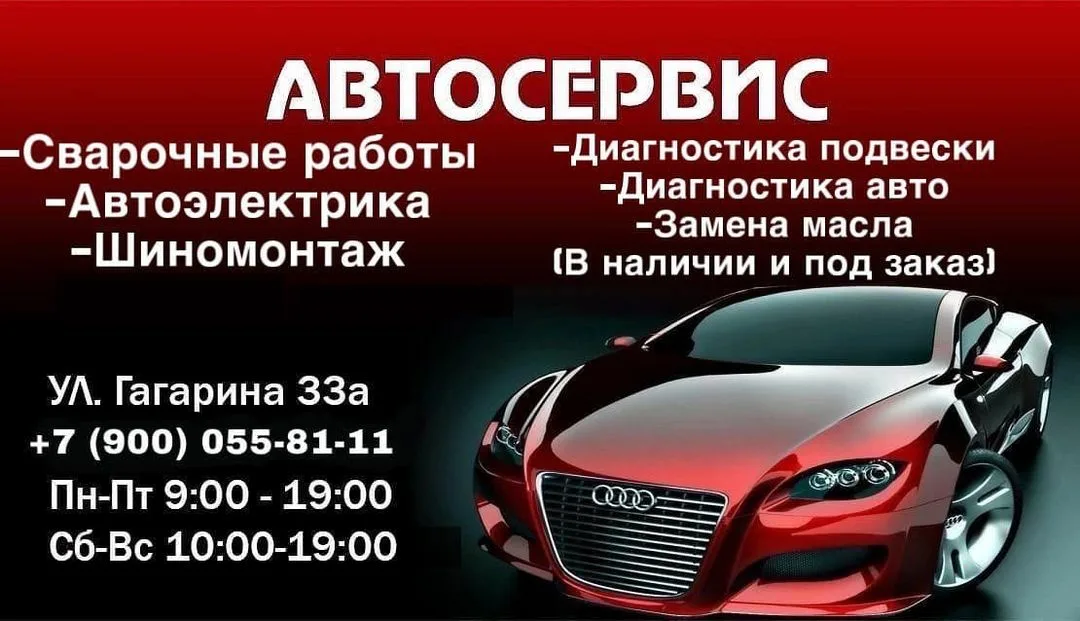 АВТОСЕРВИС
-Сварочные работы
-Автоэлектрика
-Шиномонтаж
-Диагностика подвески
-Диагностика авто
-Замена масла
(В наличии и под заказ)
УЛ. Гагарина 33а
+7 (900) 055-81-11
Пн-Пт 9:00 - 19:00
Сб-Вс 10:00-19:00